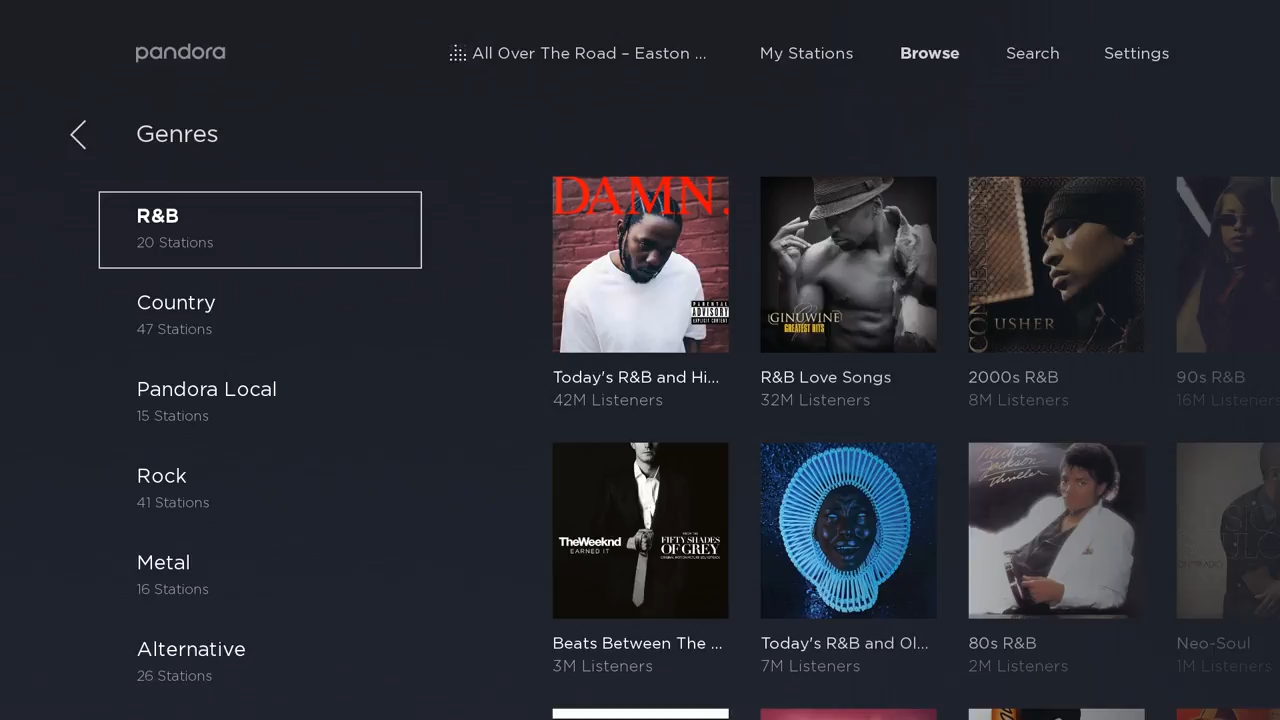 pandora
All Over The Road – Easton ...
My Stations
Browse
Search
Settings
Genres
R&B
20 Stations
Country
47 Stations
Pandora Local
15 Stations
Rock
41 Stations
Metal
16 Stations
Alternative
26 Stations
DAMN.
PARENTAL
ADVISORY
EXPLICIT CONTENT
Today's R&B and Hi...
42M Listeners
GINUWINE
GREATEST HITS
R&B Love Songs
32M Listeners
CONFESSIONS
USHER
2000s R&B
8M Listeners
90s R&B
16M Listeners
TheWeeknd
EARNED IT
FIFTY SHADES
OF GREY
Beats Between The ...
3M Listeners
Today's R&B and Ol...
7M Listeners
Michael
Jackson
Thriller
80s R&B
2M Listeners
Neo-Soul
1M Listeners